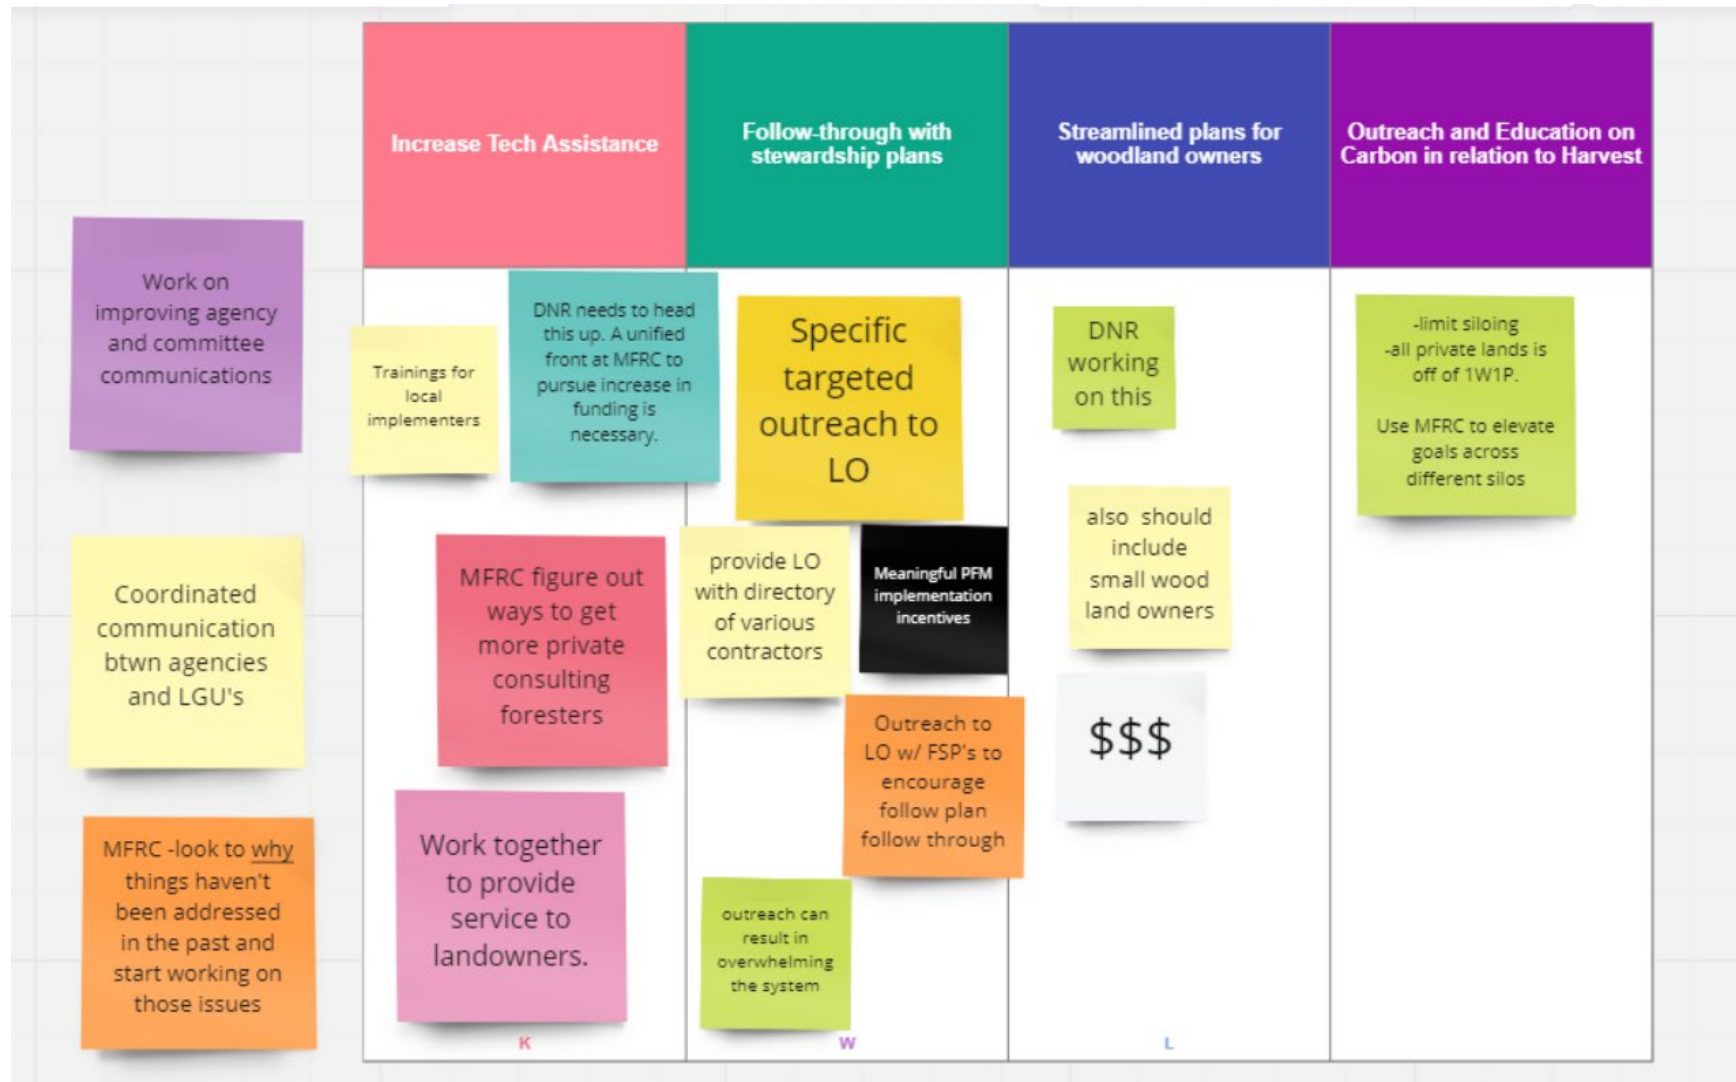 Increase Tech Assistance
Follow-through with
stewardship plans
Streamlined plans for
woodland owners
Outreach and Education on
Carbon in relation to Harvest
Work on
improving agency
and committee
communications
Coordinated
communication
btwn agencies
and LGU's
MFRC -look to why
things haven't
been addressed
in the past and
start working on
those issues
Trainings for
local
implementers
DNR needs to head
this up. A unified
front at MFRC to
pursue increase in
funding is
necessary.
MFRC figure out
ways to get
more private
consulting
foresters
Work together
to provide
service to
landowners.
K
Specific
targeted
outreach to
LO
provide LO
with directory
of various
contractors
Meaningful PFM
implementation
incentives
Outreach to
LO w/ FSP's to
encourage
follow plan
follow through
outreach can
result in
overwhelming
the system
W
DNR
working
on this
also should
include
small wood
land owners
$$$
L
-limit siloing
-all private lands is
off of 1W1P.
Use MFRC to elevate
goals across
different silos